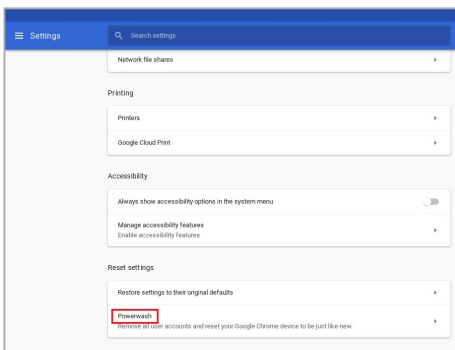 Settings
Search settings
Network file shares
Printing
Printers
Google Cloud Print
Accessibility
Always show accessibility options in the system menu
Manage accessibility features
Enable accessibility features
Reset settings
Restore settings to their original defaults
Powerwash
Remove all user accounts and reset your Google Chrome device to be just like new.